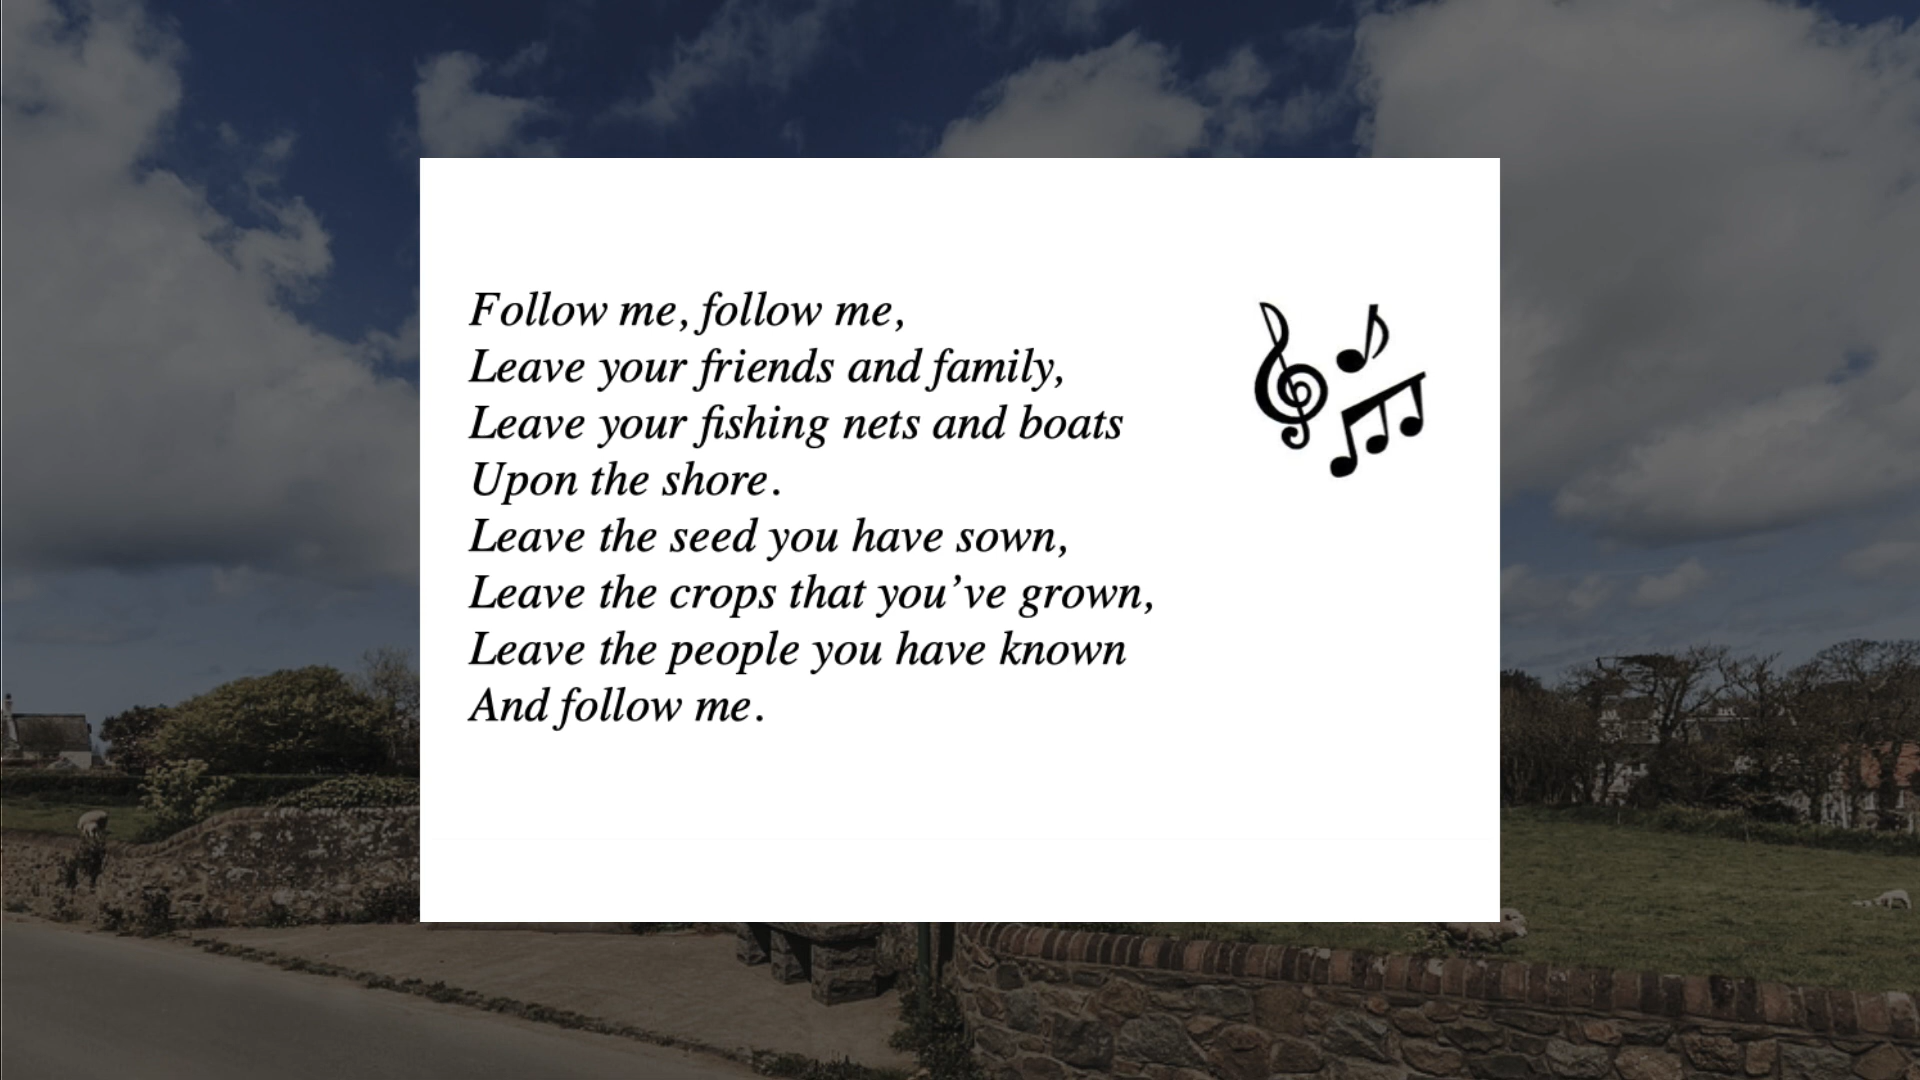 Follow me, follow me,
Leave your friends and family,
Leave your fishing nets and boats
Upon the shore.
Leave the seed you have sown,
Leave the crops that you’ve grown,
Leave the people you have known
And follow me.